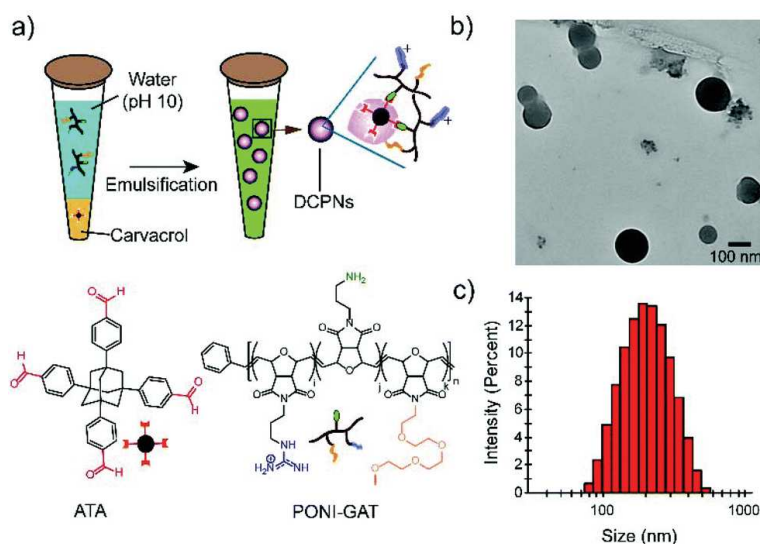 a)
Water
(pH 10)
Emulsification
Carvacrol
DCPNs
+
+
b)
100 nm
H
O
O
H
H
O
O
H
ATA
NH2
N
O
O
O
O
O
i
j
k
n
O
N
O
O
N
O
NH
H2N
⊕
NH
O
O
O
O
O
PONI-GAT
c)
Intensity (Percent)
14
13
12
10
8
6
4
2
0
100
1000
Size (nm)